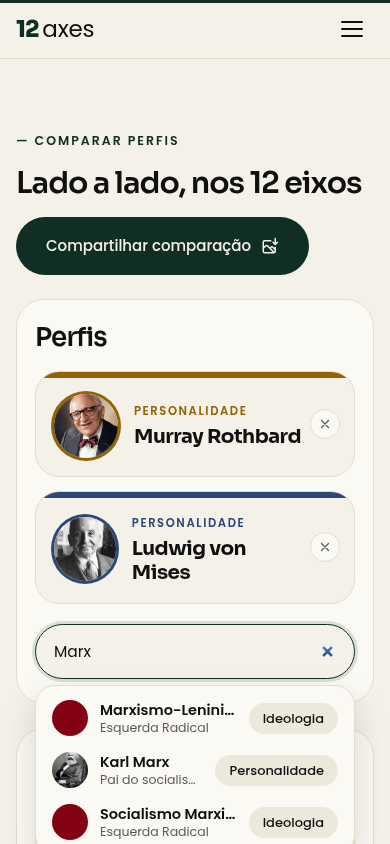 12 axes
— COMPARAR PERFIS
Lado a lado, nos 12 eixos
Compartilhar comparação
Perfis
PERSONALIDADE
Murray Rothbard
PERSONALIDADE
Ludwig von
Mises
Marx
Marxismo-Lenini...
Ideologia
Esquerda Radical
Karl Marx
Personalidade
Pai do socialis...
Socialismo Marxi...
Ideologia
Esquerda Radical